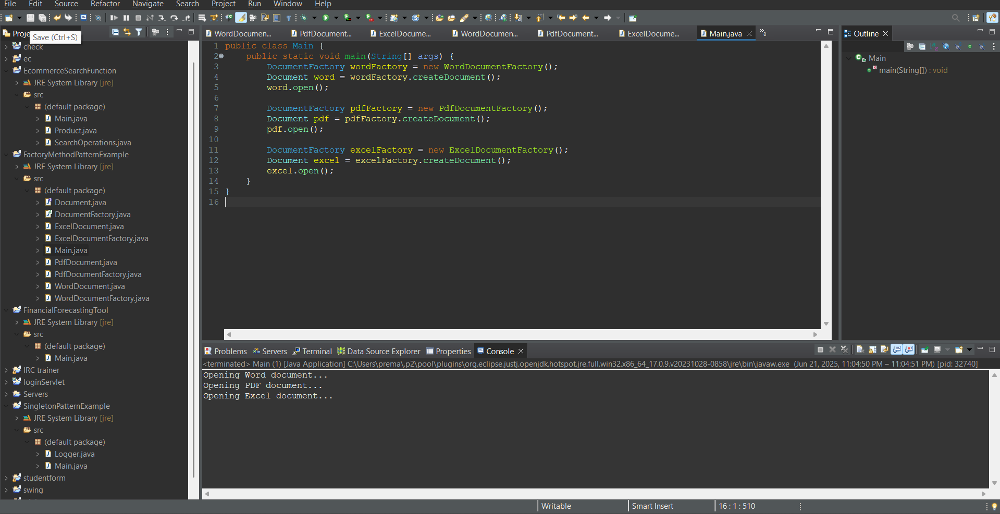 File Edit Source Refactor Navigate Search Project Run Window Help
Proje
Save (Ctrl+S)
check
ec
EcommerceSearchFunction
JRE System Library [jre]
src
(default package)
Main.java
Product.java
SearchOperations.java
FactoryMethodPatternExample
JRE System Library [jre]
src
(default package)
Document.java
DocumentFactory.java
ExcelDocument.java
ExcelDocumentFactory.java
Main.java
PdfDocument.java
PdfDocumentFactory.java
WordDocument.java
WordDocumentFactory.java
FinancialForecastingTool
JRE System Library [jre]
src
(default package)
Main.java
IRC trainer
loginServlet
Servers
SingletonPatternExample
JRE System Library [jre]
src
(default package)
Logger.java
Main.java
studentform
swing
WordDocumen... PdfDocument... ExcelDocume... WordDocumen... PdfDocument... ExcelDocume... Main.java »8
1 public class Main {
2 public static void main(String[] args) {
3 DocumentFactory wordFactory = new WordDocumentFactory();
4 Document word = wordFactory.createDocument();
5 word.open();
6
7 DocumentFactory pdfFactory = new PdfDocumentFactory();
8 Document pdf = pdfFactory.createDocument();
9 pdf.open();
10
11 DocumentFactory excelFactory = new ExcelDocumentFactory();
12 Document excel = excelFactory.createDocument();
13 excel.open();
14 }
15 }
16
Outline
Main
main(String[]) : void
Problems Servers Terminal Data Source Explorer Properties Console
<terminated> Main (1) [Java Application] C:\Users\prema\.p2\pool\plugins\org.eclipse.justj.openjdk.hotspot.jre.full.win32.x86_64_17.0.9.v20231028-0858\jre\bin\javaw.exe (Jun 21, 2025, 11:04:50 PM – 11:04:51 PM) [pid: 32740]
Opening Word document...
Opening PDF document...
Opening Excel document...
Writable Smart Insert 16 : 1 : 510